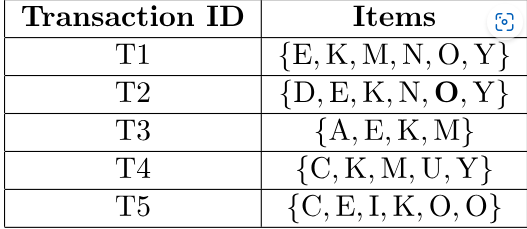 Transaction ID Items
T1 {E, K, M, N, O, Y}
T2 {D, E, K, N, O, Y}
T3 {A, E, K, M}
T4 {C, K, M, U, Y}
T5 {C, E, I, K, O, O}